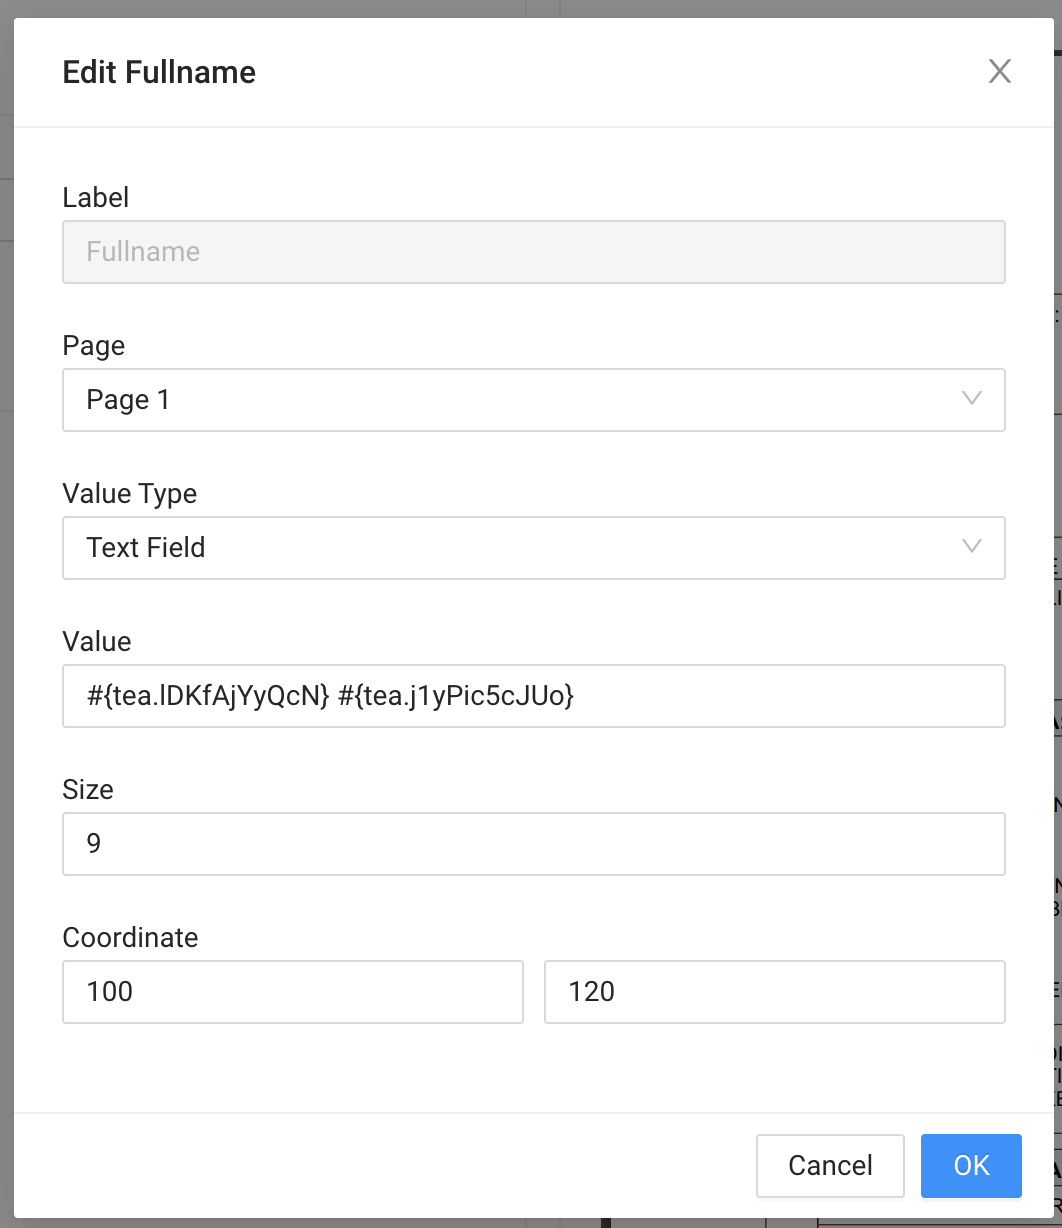 Edit Fullname
Label
Fullname
Page
Page 1
Value Type
Text Field
Value
#{tea.lDKfAjYyQcN} #{tea.j1yPic5cJUo}
Size
9
Coordinate
100 120
Cancel OK